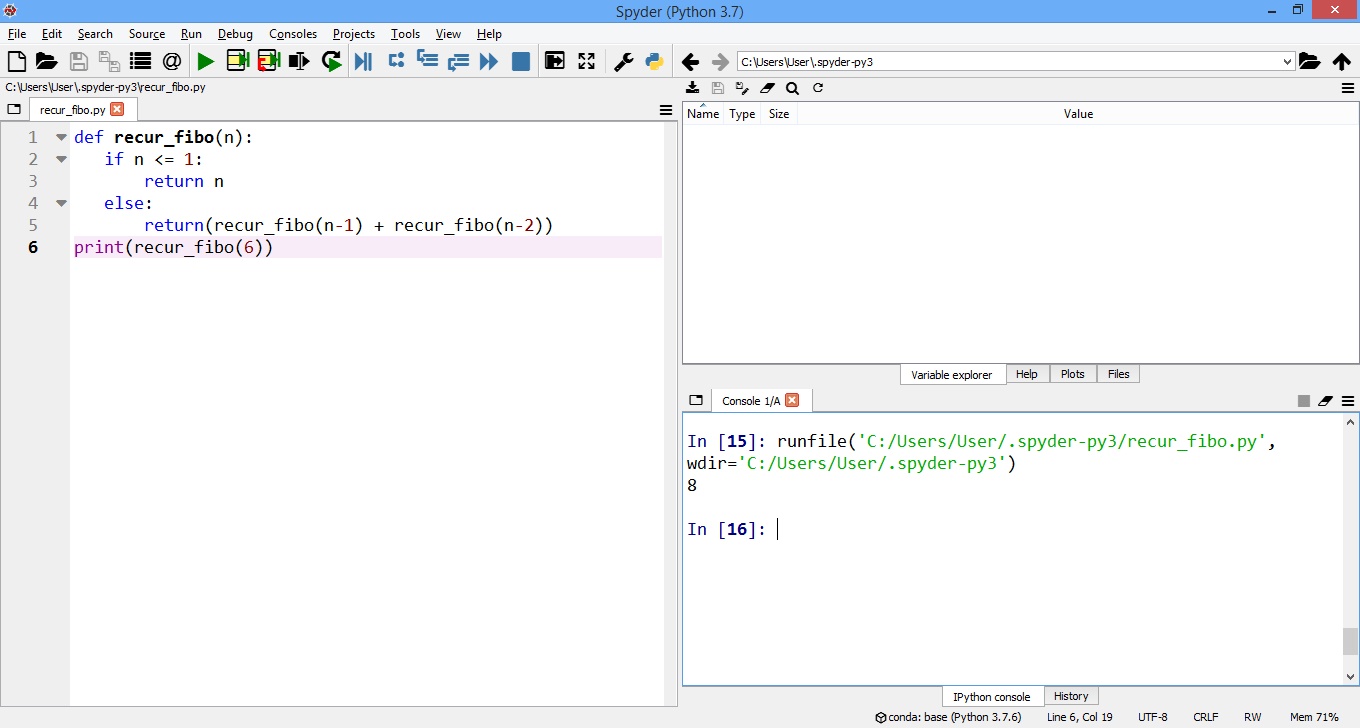 Spyder (Python 3.7)
File Edit Search Source Run Debug Consoles Projects Tools View Help
C:\Users\User\.spyder-py3
C:\Users\User\.spyder-py3\recur_fibo.py
recur_fibo.py
1 def recur_fibo(n):
2    if n <= 1:
3        return n
4    else:
5        return(recur_fibo(n-1) + recur_fibo(n-2))
6 print(recur_fibo(6))
Name Type Size Value
Variable explorer Help Plots Files
Console 1/A
In [15]: runfile('C:/Users/User/.spyder-py3/recur_fibo.py',
wdir='C:/Users/User/.spyder-py3')
8
In [16]:
IPython console History
conda: base (Python 3.7.6) Line 6, Col 19 UTF-8 CRLF RW Mem 71%